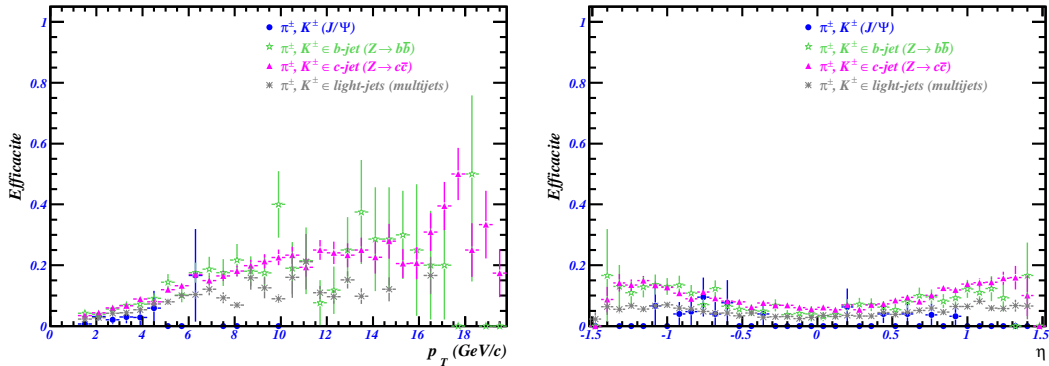 Efficacite
1
0.8
0.6
0.4
0.2
0
π±, K± (J/Ψ)
π±, K± ∈ b-jet (Z→ bb̅)
π±, K± ∈ c-jet (Z→ cc̅)
π±, K± ∈ light-jets (multijets)
0 2 4 6 8 10 12 14 16 18
p_T (GeV/c)
Efficacite
1
0.8
0.6
0.4
0.2
0
π±, K± (J/Ψ)
π±, K± ∈ b-jet (Z→ bb̅)
π±, K± ∈ c-jet (Z→ cc̅)
π±, K± ∈ light-jets (multijets)
-1.5 -1 -0.5 0 0.5 1 1.5
η